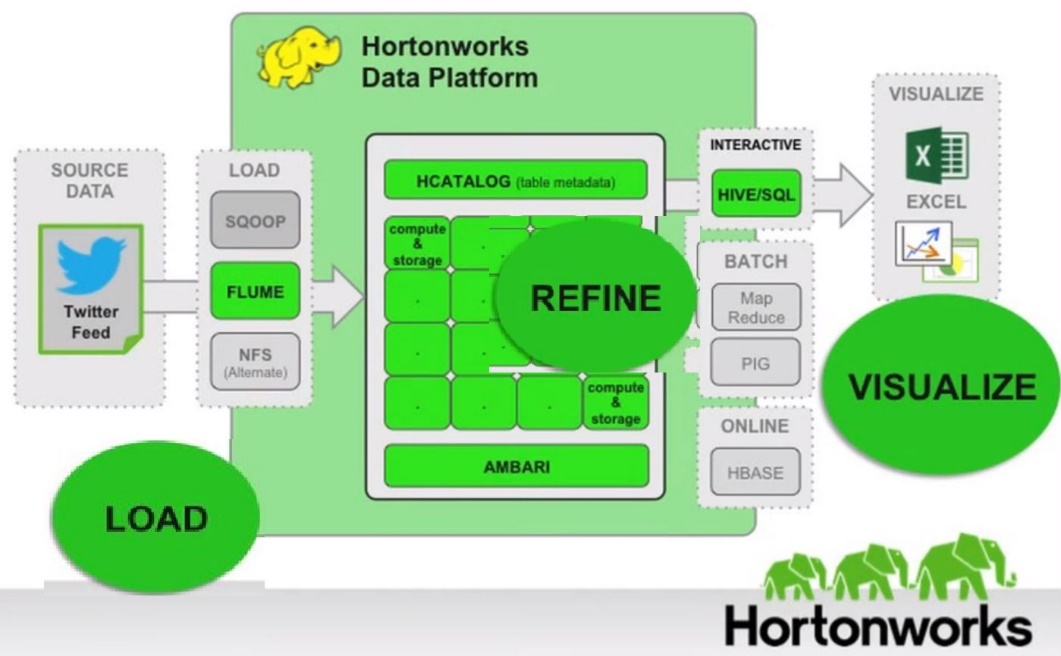 Hortonworks
Data Platform
SOURCE
DATA
Twitter
Feed
LOAD
SQOOP
FLUME
NFS
(Alternate)
HCATALOG (table metadata)
compute
&
storage
REFINE
compute
&
storage
AMBARI
INTERACTIVE
HIVE/SQL
BATCH
Map
Reduce
PIG
ONLINE
HBASE
VISUALIZE
X
EXCEL
VISUALIZE
LOAD
Hortonworks